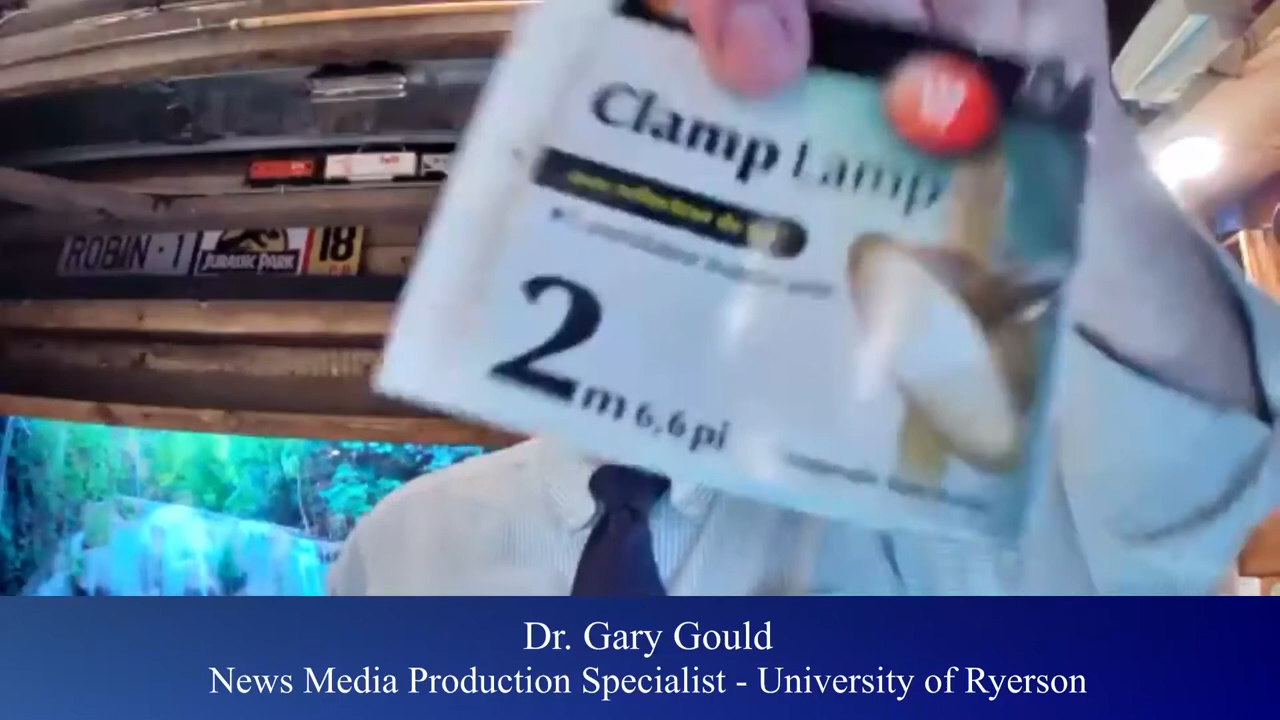 ROBIN · 1
JURASSIC PARK
18
Clamp Lamp
2 m 6,6 pi
Dr. Gary Gould
News Media Production Specialist - University of Ryerson